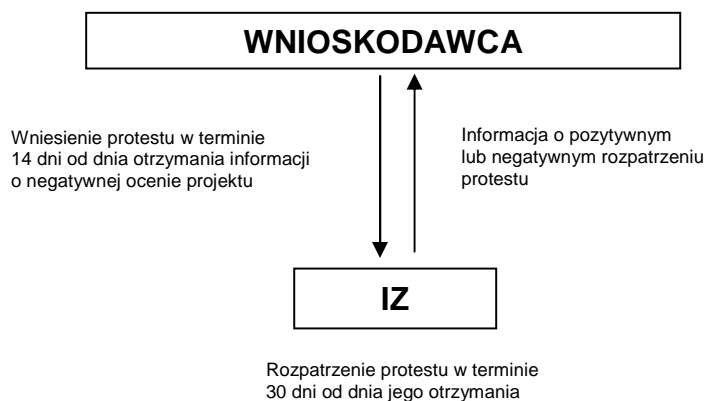 WNIOSKODAWCA
Wniesienie protestu w terminie
14 dni od dnia otrzymania informacji
o negatywnej ocenie projektu
Informacja o pozytywnym
lub negatywnym rozpatrzeniu
protestu
IZ
Rozpatrzenie protestu w terminie
30 dni od dnia jego otrzymania